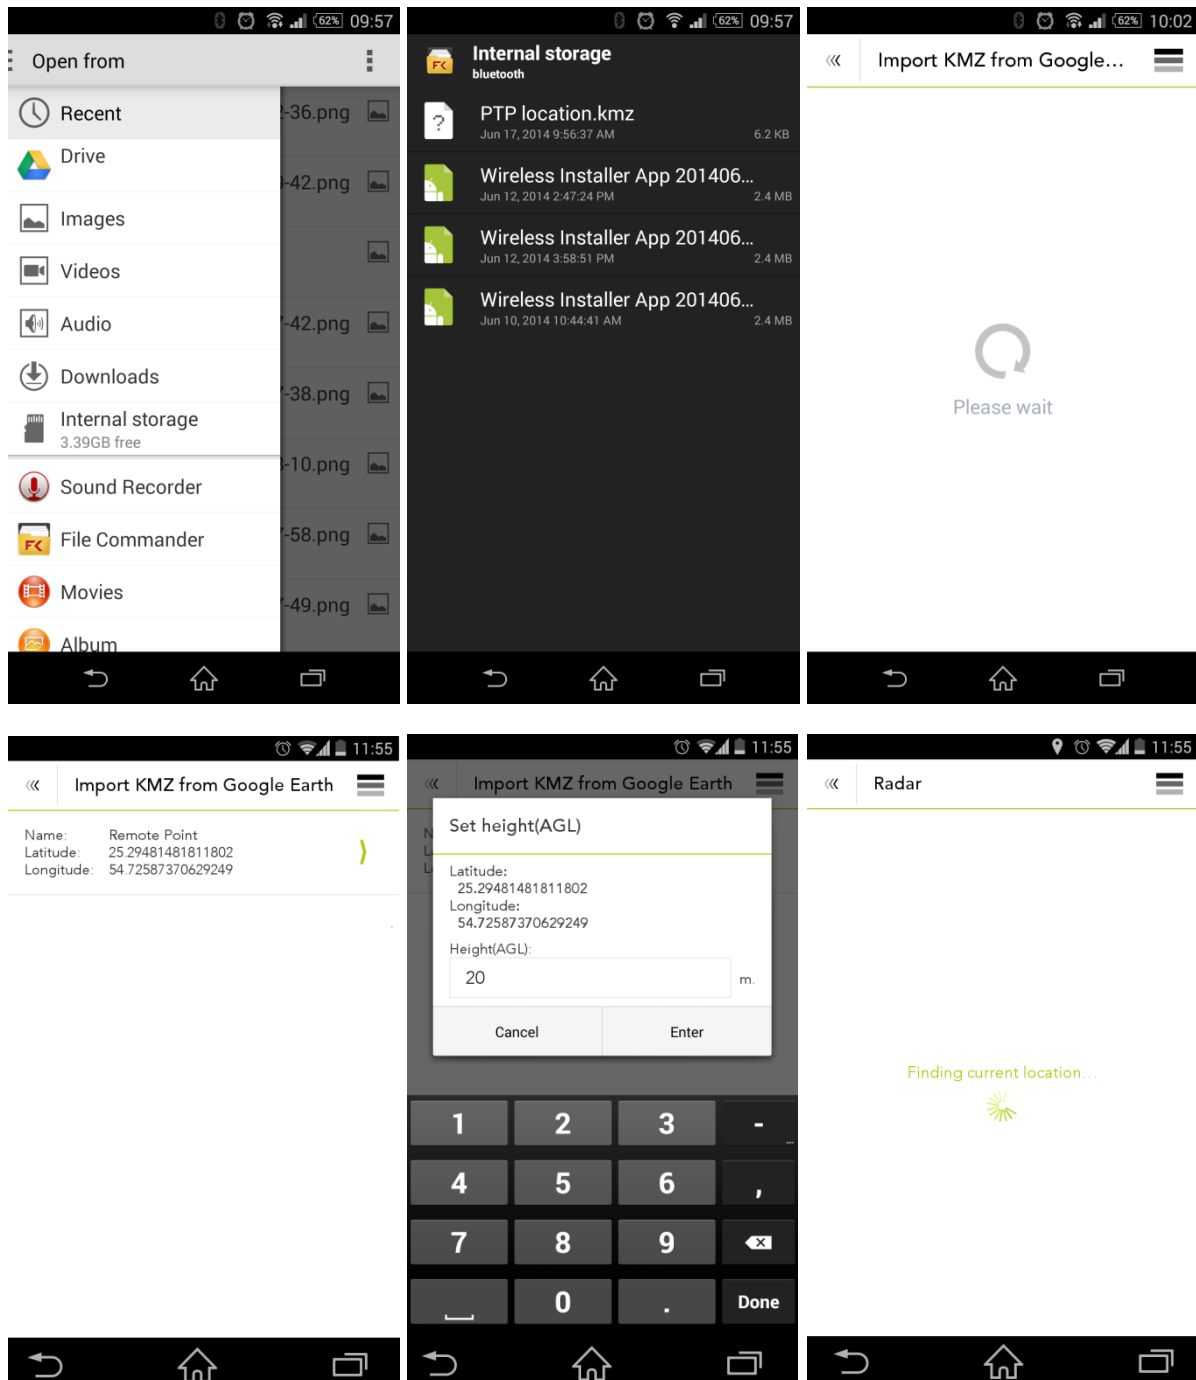 62% 09:57
Open from
Recent
Drive
Images
Videos
Audio
Downloads
Internal storage
3.39GB free
Sound Recorder
File Commander
Movies
Album
2-36.png
-42.png
-42.png
-38.png
-10.png
-58.png
-49.png
62% 09:57
Internal storage
bluetooth
PTP location.kmz
Jun 17, 2014 9:56:37 AM 6.2 KB
Wireless Installer App 201406...
Jun 12, 2014 2:47:24 PM 2.4 MB
Wireless Installer App 201406...
Jun 12, 2014 3:58:51 PM 2.4 MB
Wireless Installer App 201406...
Jun 10, 2014 10:44:41 AM 2.4 MB
62% 10:02
Import KMZ from Google...
Please wait
11:55
Import KMZ from Google Earth
Name: Remote Point
Latitude: 25.29481481811802
Longitude: 54.72587370629249
11:55
Import KMZ from Google Earth
Set height(AGL)
Latitude:
25.29481481811802
Longitude:
54.72587370629249
Height(AGL):
20 m.
Cancel Enter
1 2 3 -
4 5 6 ,
7 8 9
0 . Done
11:55
Radar
Finding current location...